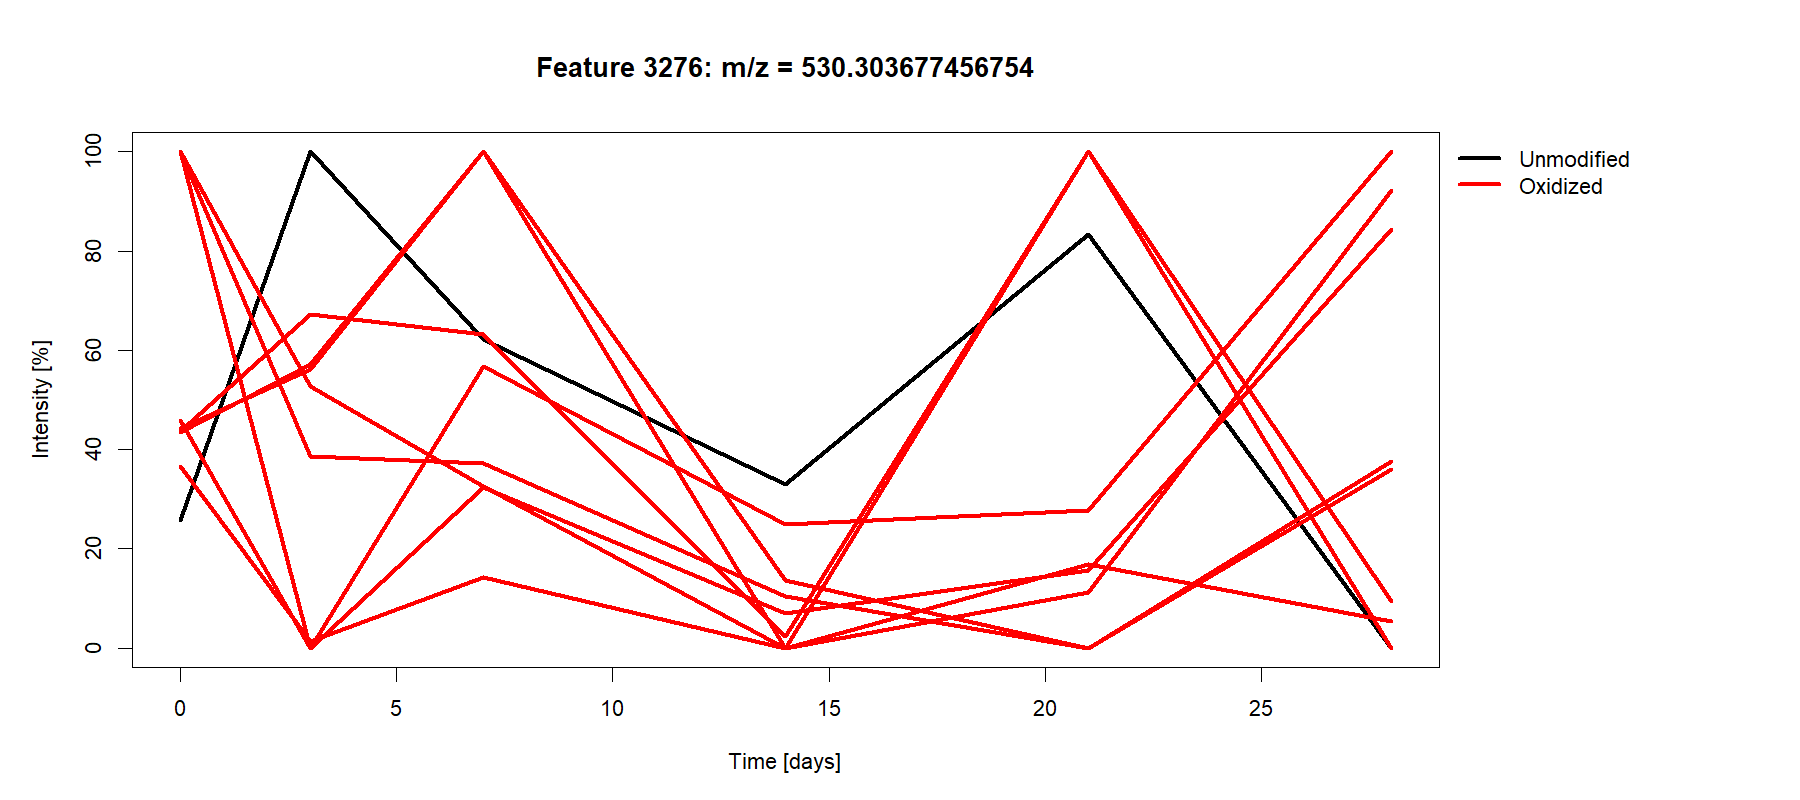 Feature 3276: m/z = 530.303677456754
Unmodified
Oxidized
Intensity [%]
100
80
60
40
20
0
0 5 10 15 20 25
Time [days]